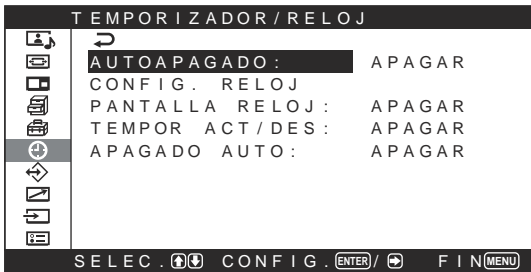 TEMPORIZADOR/RELOJ
AUTOAPAGADO: APAGAR
CONFIG. RELOJ
PANTALLA RELOJ: APAGAR
TEMPOR ACT/DES: APAGAR
APAGADO AUTO: APAGAR
SELEC. CONFIG. ENTER / FIN MENU